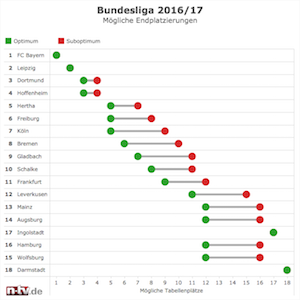 Bundesliga 2016/17
Mögliche Endplatzierungen
Optimum Suboptimum
1 FC Bayern
2 Leipzig
3 Dortmund
4 Hoffenheim
5 Hertha
6 Freiburg
7 Köln
8 Bremen
9 Gladbach
10 Schalke
11 Frankfurt
12 Leverkusen
13 Mainz
14 Augsburg
17 Ingolstadt
16 Hamburg
15 Wolfsburg
18 Darmstadt
1 2 3 4 5 6 7 8 9 10 11 12 13 14 15 16 17 18
Mögliche Tabellenplätze
n-tv.de